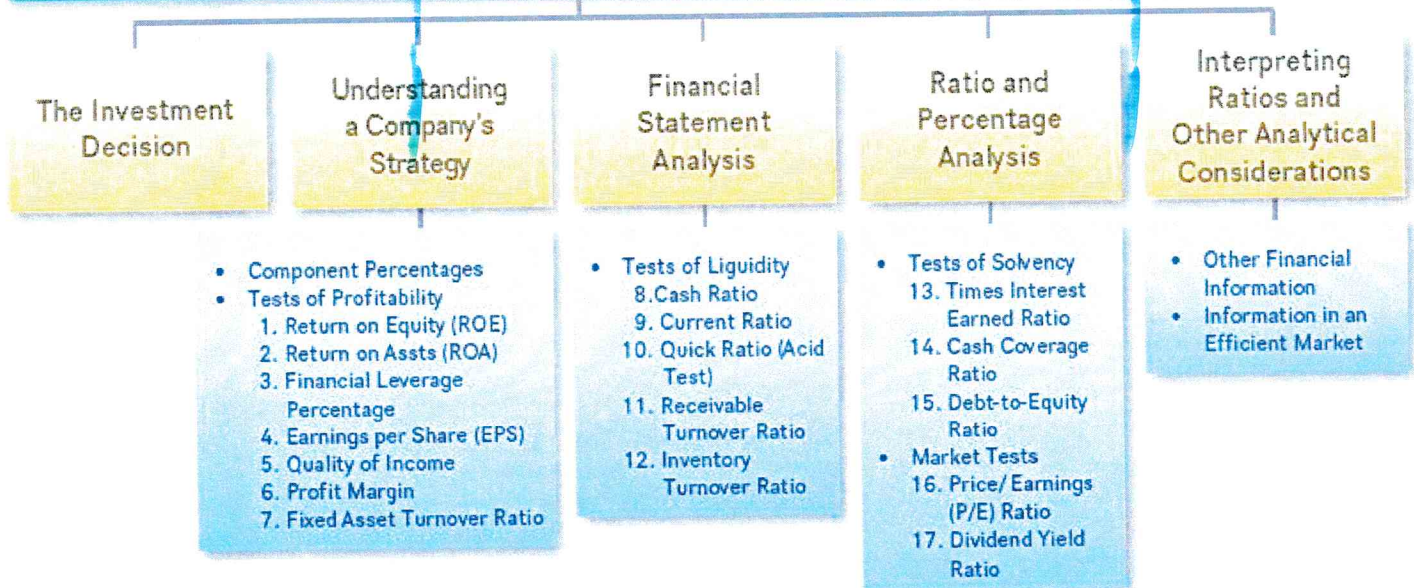 The Investment
Decision
Understanding
a Company's
Strategy
Financial
Statement
Analysis
Ratio and
Percentage
Analysis
Interpreting
Ratios and
Other Analytical
Considerations
• Component Percentages
• Tests of Profitability
1. Return on Equity (ROE)
2. Return on Assts (ROA)
3. Financial Leverage
Percentage
4. Earnings per Share (EPS)
5. Quality of Income
6. Profit Margin
7. Fixed Asset Turnover Ratio
• Tests of Liquidity
8.Cash Ratio
9. Current Ratio
10. Quick Ratio (Acid
Test)
11. Receivable
Turnover Ratio
12. Inventory
Turnover Ratio
• Tests of Solvency
13. Times Interest
Earned Ratio
14. Cash Coverage
Ratio
15. Debt-to-Equity
Ratio
• Market Tests
16. Price/ Earnings
(P/E) Ratio
17. Dividend Yield
Ratio
• Other Financial
Information
• Information in an
Efficient Market